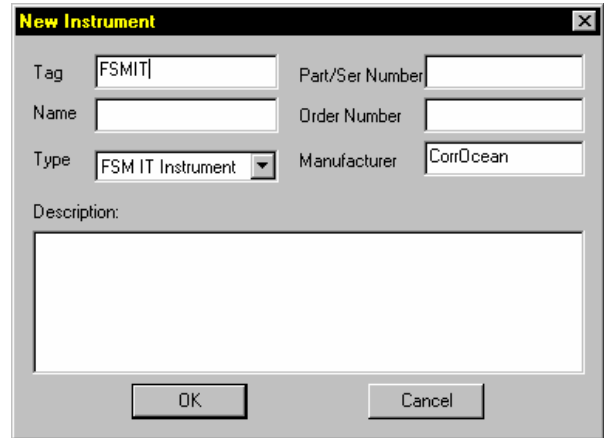 New Instrument
Tag FSMIT Part/Ser Number
Name Order Number
Type FSM IT Instrument Manufacturer CorrOcean
Description:
OK Cancel